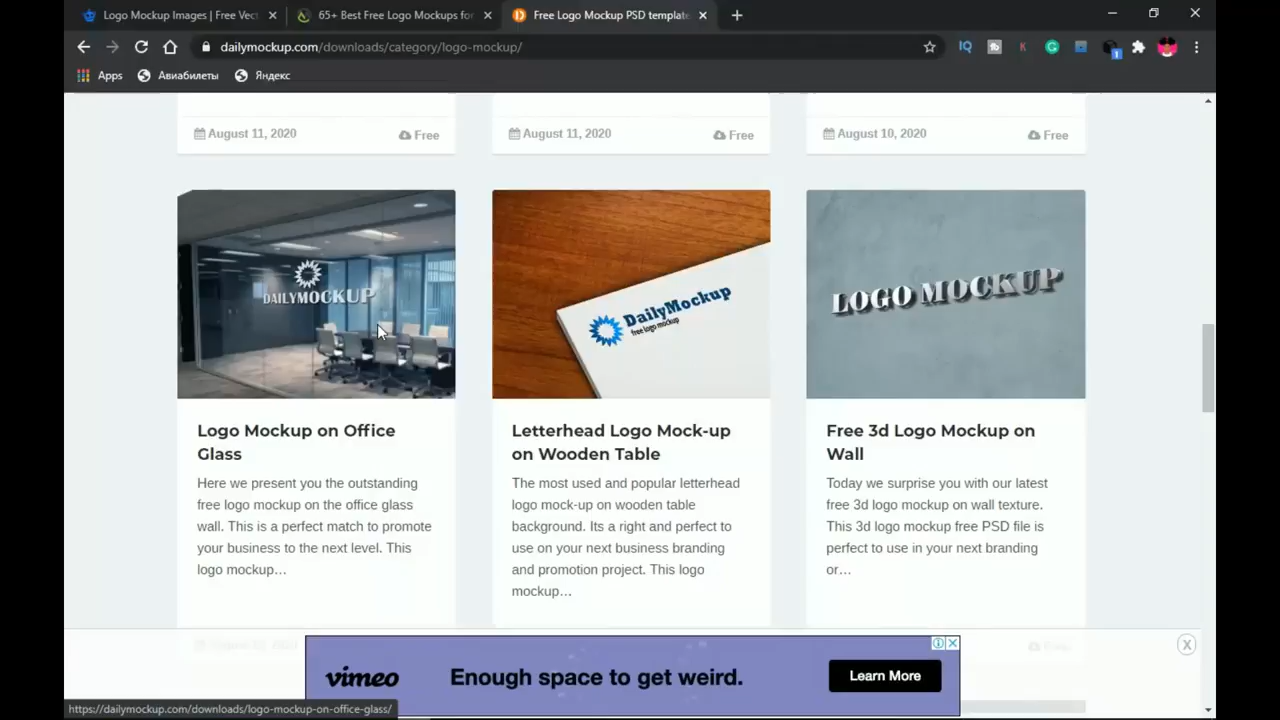 Logo Mockup Images | Free Vect
65+ Best Free Logo Mockups for
Free Logo Mockup PSD template
dailymockup.com/downloads/category/logo-mockup/
Apps
Авиабилеты
Яндекс
August 11, 2020
Free
August 11, 2020
Free
August 10, 2020
Free
DAILYMOCKUP
DailyMockup
free logo mockup
LOGO MOCKUP
Logo Mockup on Office
Glass
Here we present you the outstanding
free logo mockup on the office glass
wall. This is a perfect match to promote
your business to the next level. This
logo mockup…
Letterhead Logo Mock-up
on Wooden Table
The most used and popular letterhead
logo mock-up on wooden table
background. Its a right and perfect to
use on your next business branding
and promotion project. This logo
mockup…
Free 3d Logo Mockup on
Wall
Today we surprise you with our latest
free 3d logo mockup on wall texture.
This 3d logo mockup free PSD file is
perfect to use in your next branding
or…
Free
vimeo
Enough space to get weird.
Learn More
X
https://dailymockup.com/downloads/logo-mockup-on-office-glass/